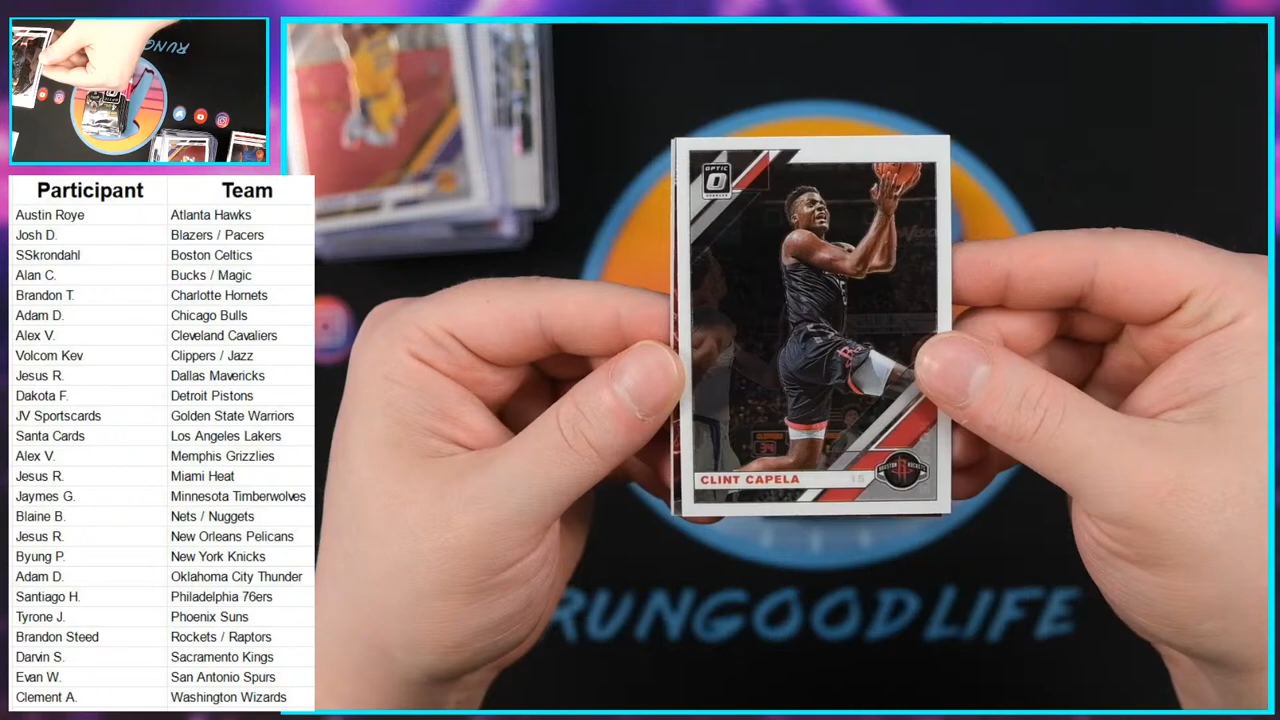 RUNGOODLIFE
Participant Team
Austin Roye Atlanta Hawks
Josh D. Blazers / Pacers
SSkrondahl Boston Celtics
Alan C. Bucks / Magic
Brandon T. Charlotte Hornets
Adam D. Chicago Bulls
Alex V. Cleveland Cavaliers
Volcom Kev Clippers / Jazz
Jesus R. Dallas Mavericks
Dakota F. Detroit Pistons
JV Sportscards Golden State Warriors
Santa Cards Los Angeles Lakers
Alex V. Memphis Grizzlies
Jesus R. Miami Heat
Jaymes G. Minnesota Timberwolves
Blaine B. Nets / Nuggets
Jesus R. New Orleans Pelicans
Byung P. New York Knicks
Adam D. Oklahoma City Thunder
Santiago H. Philadelphia 76ers
Tyrone J. Phoenix Suns
Brandon Steed Rockets / Raptors
Darvin S. Sacramento Kings
Evan W. San Antonio Spurs
Clement A. Washington Wizards
OPTIC
CLINT CAPELA 15
RUNGOODLIFE